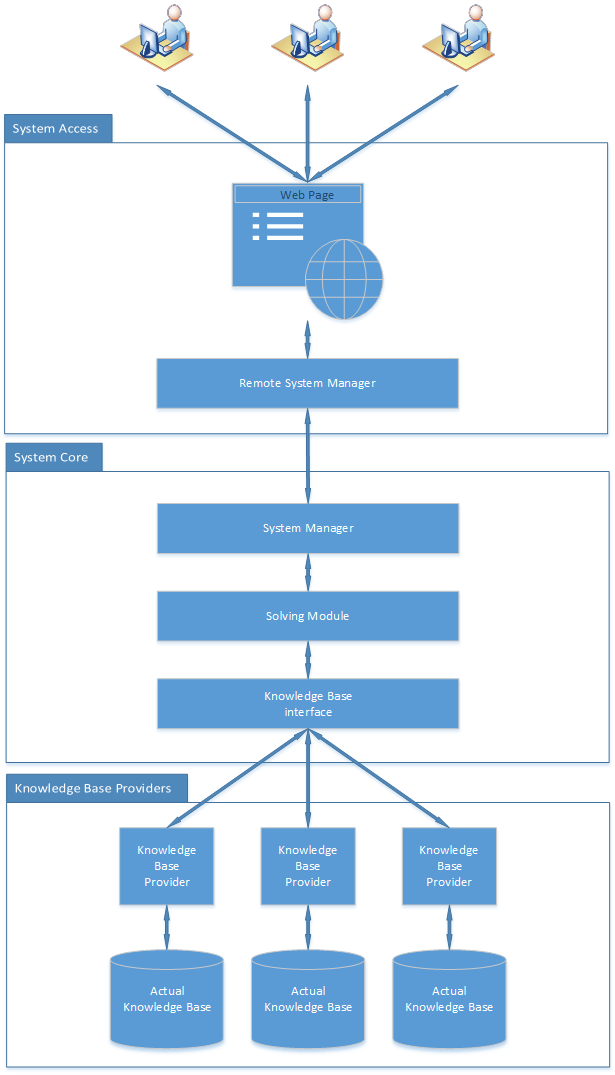 System Access
Web Page
Remote System Manager
System Core
System Manager
Solving Module
Knowledge Base
interface
Knowledge Base Providers
Knowledge
Base
Provider
Knowledge
Base
Provider
Knowledge
Base
Provider
Actual
Knowledge Base
Actual
Knowledge Base
Actual
Knowledge Base